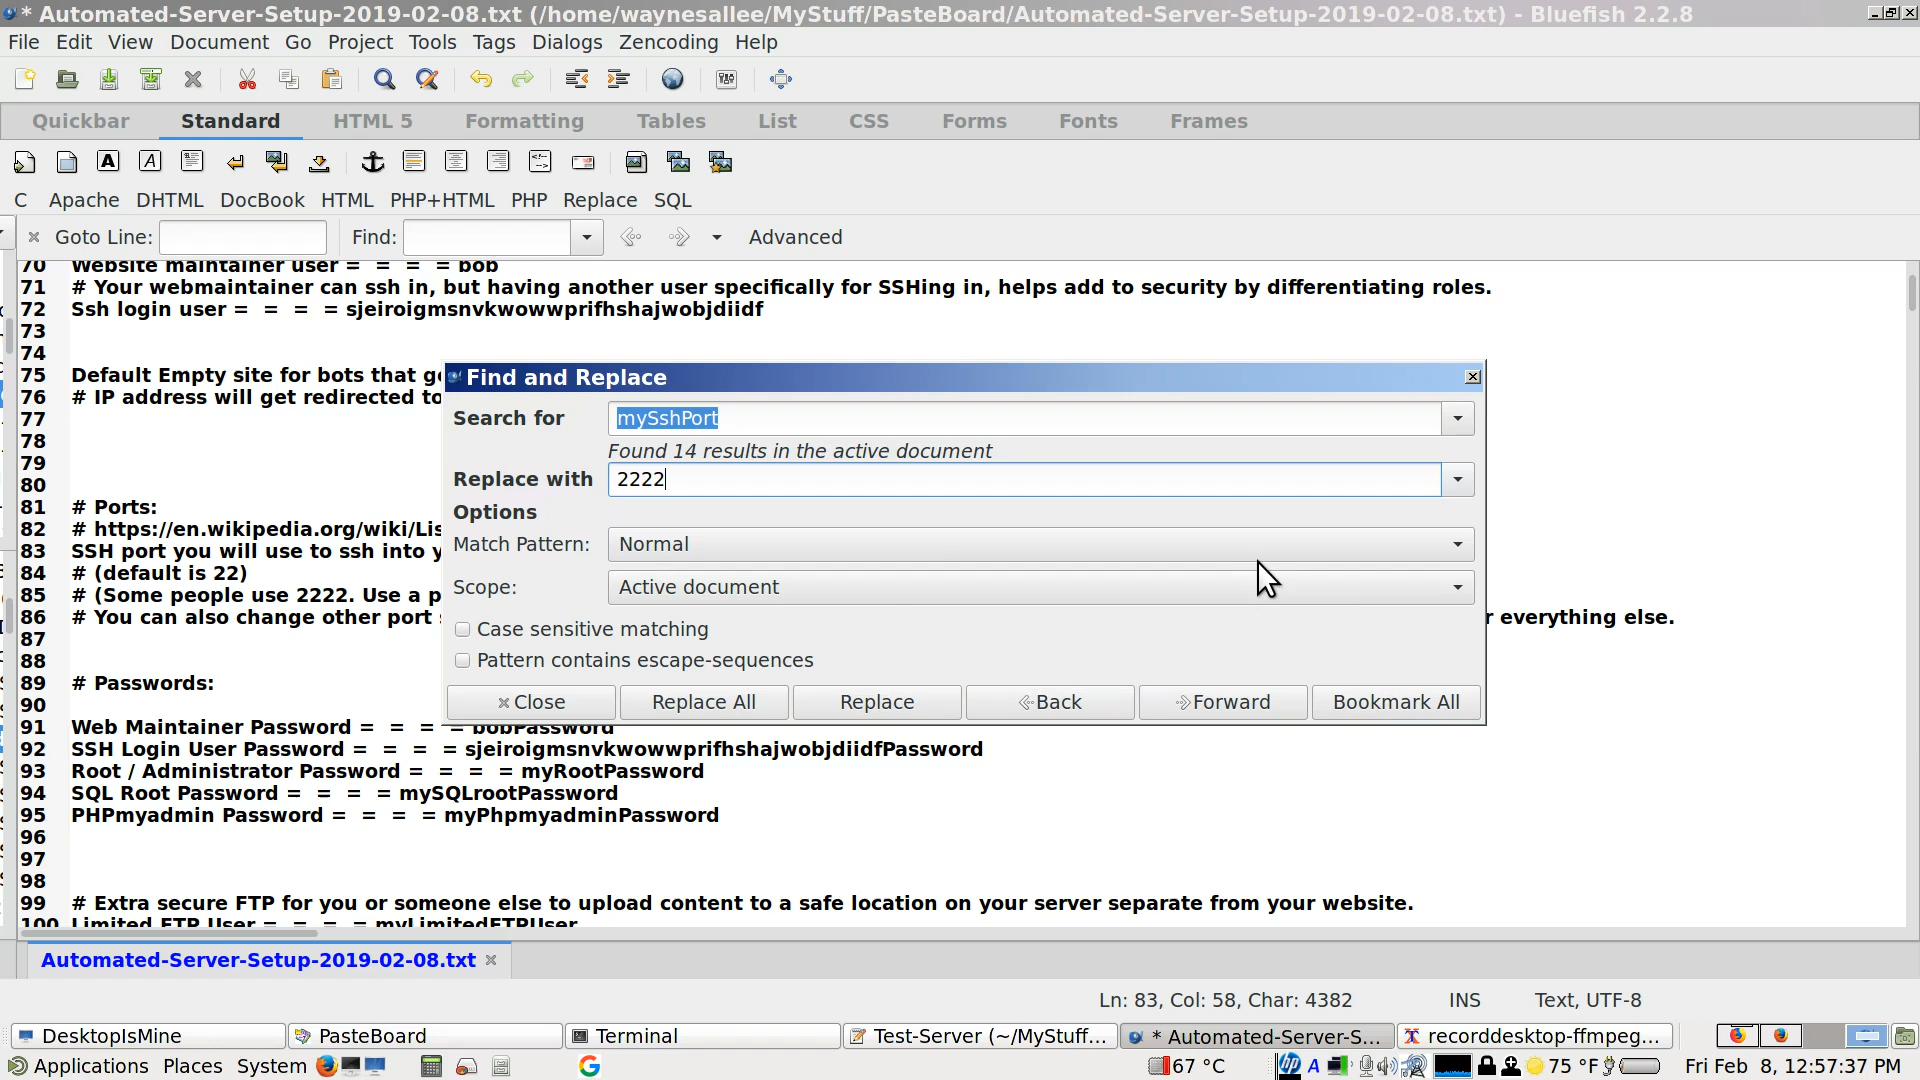 * Automated-Server-Setup-2019-02-08.txt (/home/waynesallee/MyStuff/PasteBoard/Automated-Server-Setup-2019-02-08.txt) - Bluefish 2.2.8
File Edit View Document Go Project Tools Tags Dialogs Zencoding Help
Quickbar Standard HTML 5 Formatting Tables List CSS Forms Fonts Frames
C Apache DHTML DocBook HTML PHP+HTML PHP Replace SQL
Goto Line: Find: Advanced
70 Website maintainer user = = = = bob
71 # Your webmaintainer can ssh in, but having another user specifically for SSHing in, helps add to security by differentiating roles.
72 Ssh login user = = = = sjeiroigmsnvkwowwprifhshajwobjdiidf
73
74
75 Default Empty site for bots that g
76 # IP address will get redirected to
77
78
79
80
81 # Ports:
82 # https://en.wikipedia.org/wiki/Lis
83 SSH port you will use to ssh into y
84 # (default is 22)
85 # (Some people use 2222. Use a p
86 # You can also change other port r everything else.
87
88
89 # Passwords:
90
91 Web Maintainer Password = = = = bobPassword
92 SSH Login User Password = = = = sjeiroigmsnvkwowwprifhshajwobjdiidfPassword
93 Root / Administrator Password = = = = myRootPassword
94 SQL Root Password = = = = mySQLrootPassword
95 PHPmyadmin Password = = = = myPhpmyadminPassword
96
97
98
99 # Extra secure FTP for you or someone else to upload content to a safe location on your server separate from your website.
100 Limited FTP User = = = = myLimitedFTPUser
Find and Replace
Search for mySshPort
Found 14 results in the active document
Replace with 2222
Options
Match Pattern: Normal
Scope: Active document
Case sensitive matching
Pattern contains escape-sequences
Close Replace All Replace Back Forward Bookmark All
Automated-Server-Setup-2019-02-08.txt
Ln: 83, Col: 58, Char: 4382 INS Text, UTF-8
DesktopIsMine PasteBoard Terminal Test-Server (~/MyStuff... * Automated-Server-S... recorddesktop-ffmpeg...
Applications Places System 67 °C A 75 °F Fri Feb 8, 12:57:37 PM